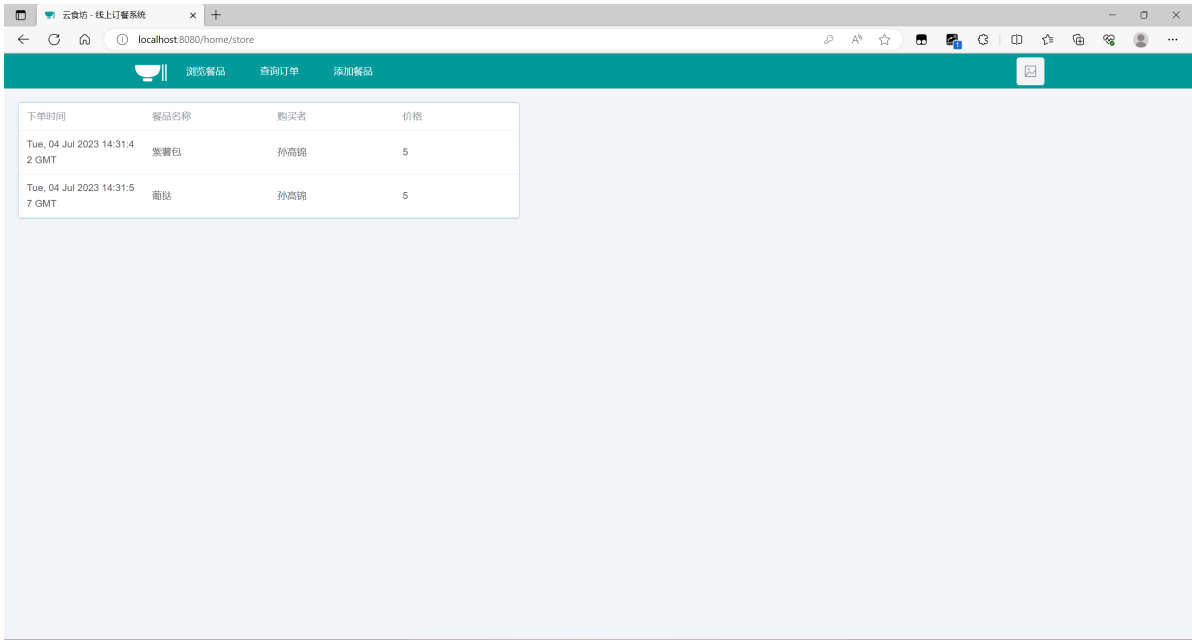 云食坊 - 线上订餐系统
localhost:8080/home/store
1
浏览餐品 查询订单 添加餐品
下单时间 餐品名称 购买者 价格
Tue, 04 Jul 2023 14:31:4
2 GMT
紫薯包 孙高锦 5
Tue, 04 Jul 2023 14:31:5
7 GMT
葡挞 孙高锦 5